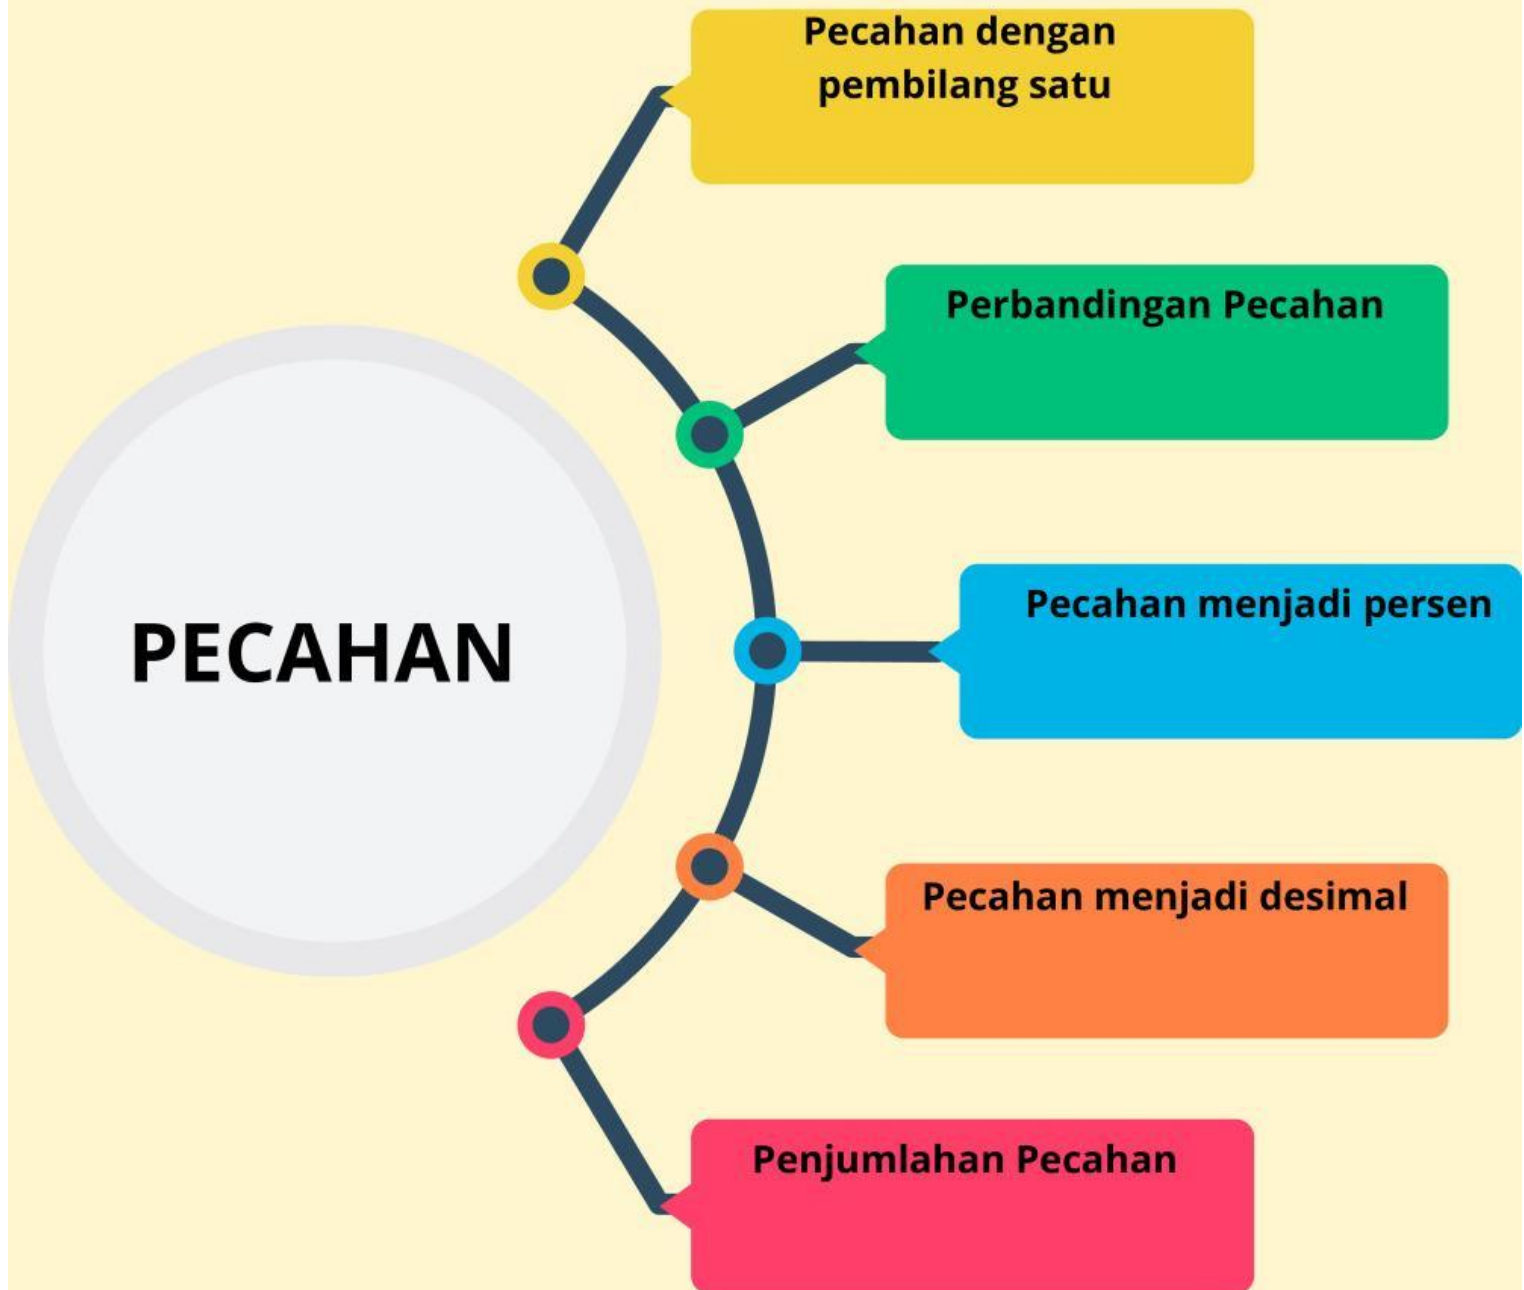 Pecahan dengan
pembilang satu
Perbandingan Pecahan
PECAHAN
Pecahan menjadi persen
Pecahan menjadi desimal
Penjumlahan Pecahan